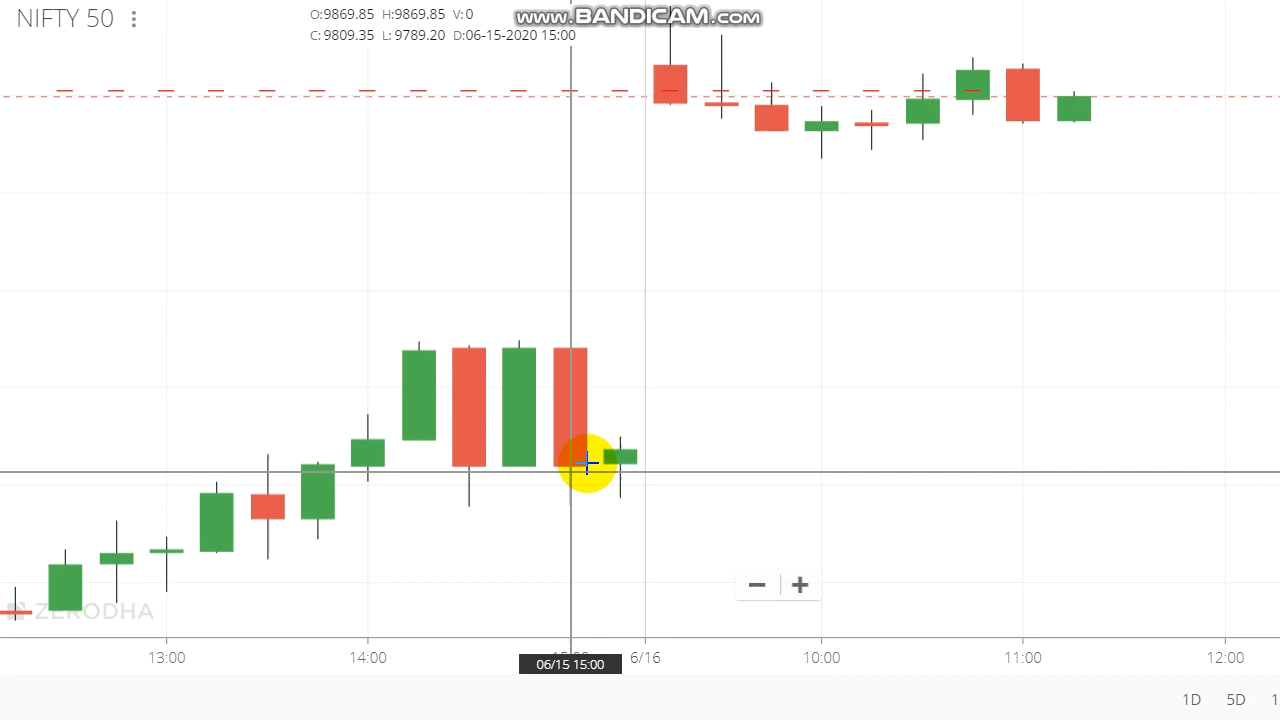 NIFTY 50
O:9869.85 H:9869.85 V:0
C:9809.35 L:9789.20 D:06-15-2020 15:00
www.BANDICAM.com
ZERODHA
13:00 14:00 6/16 10:00 11:00 12:00
06/15 15:00
1D 5D 1